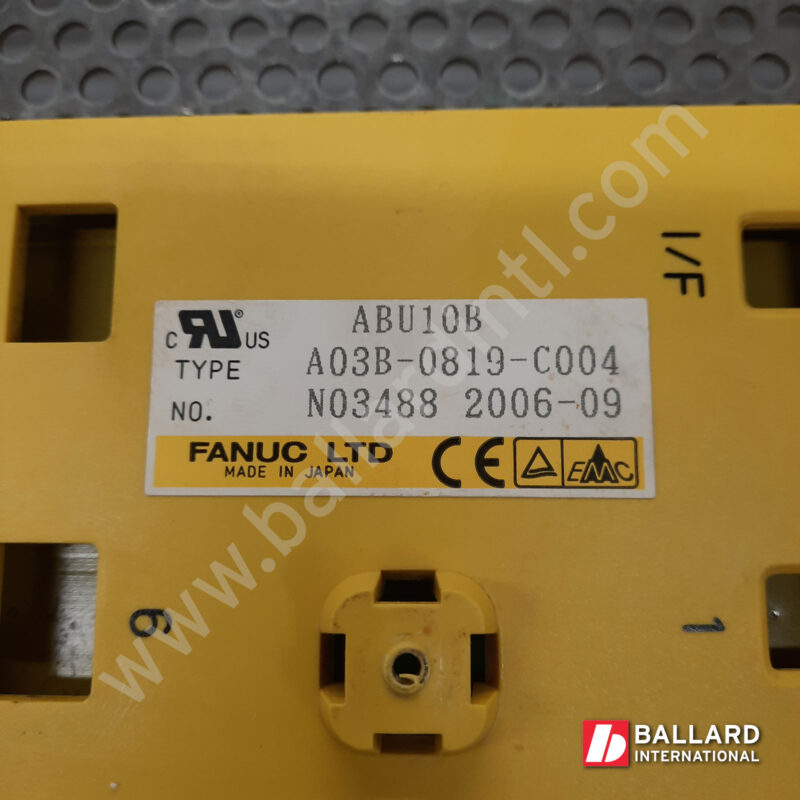 I/F
c RU ® US
ABU10B
TYPE A03B-0819-C004
NO. N03488 2006-09
FANUC LTD
MADE IN JAPAN
CE
EMC
6
1
www.ballardintl.com
BALLARD
INTERNATIONAL